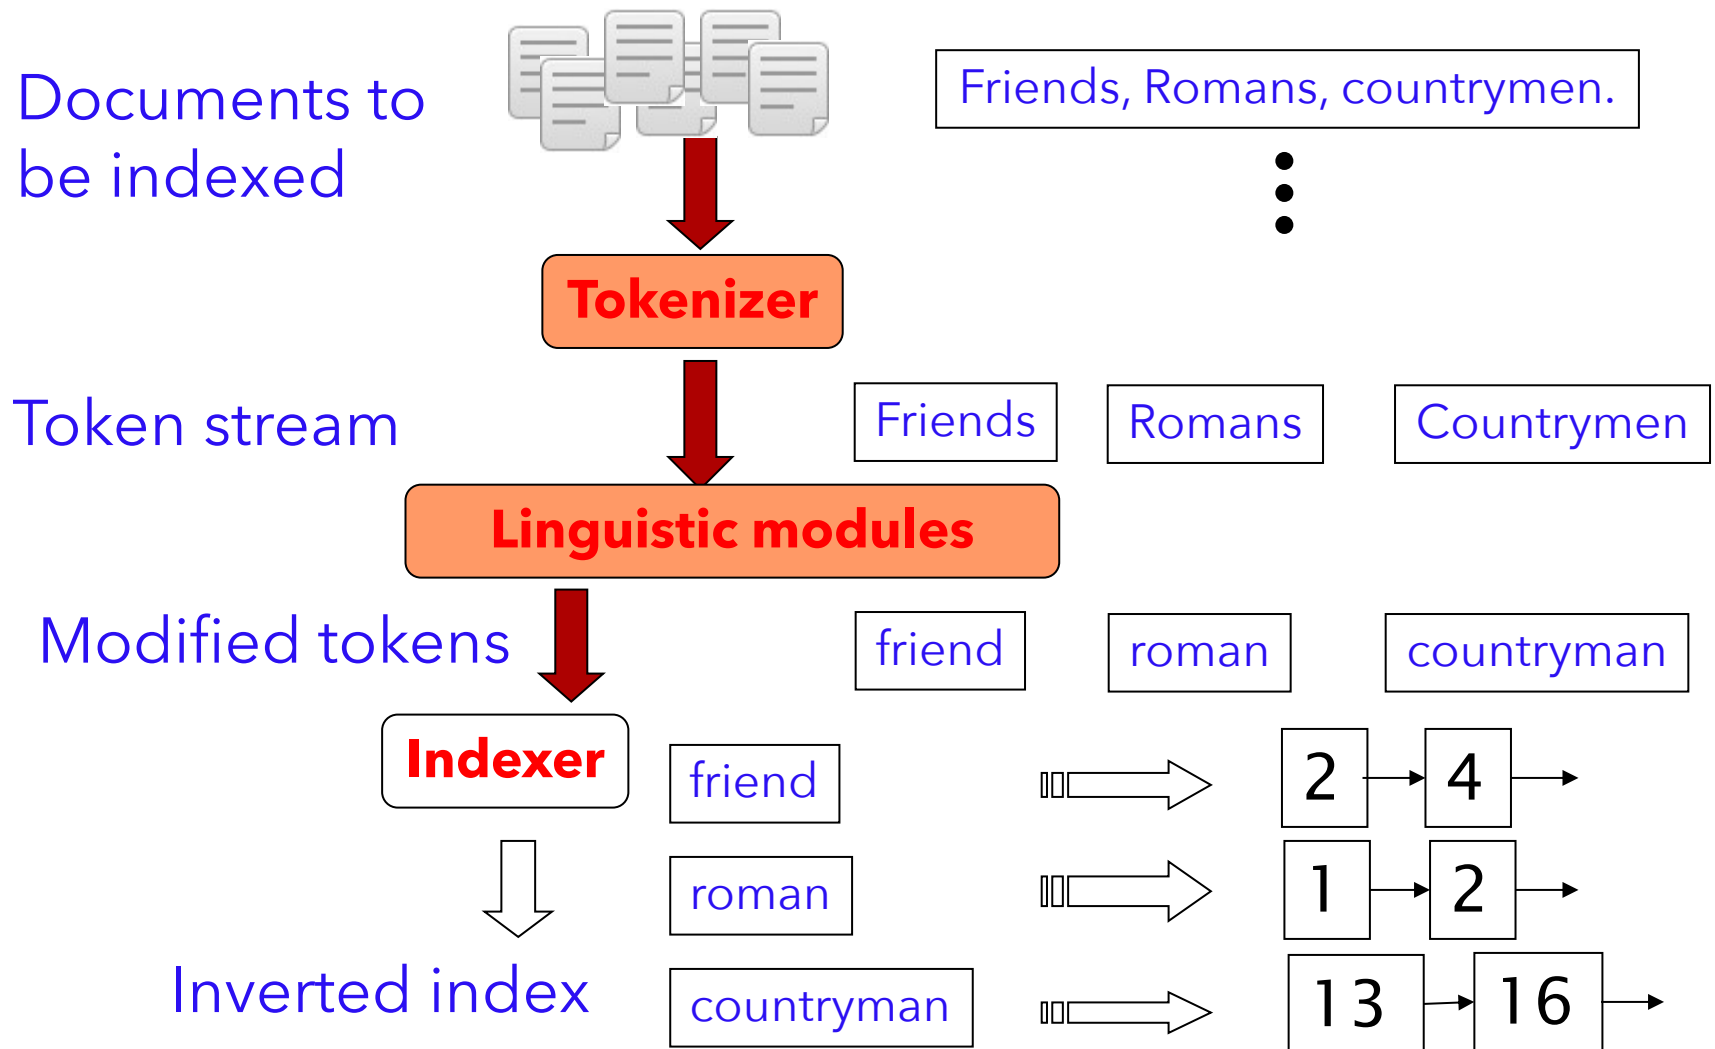 Documents to
be indexed
Friends, Romans, countrymen.
Tokenizer
Token stream
Friends Romans Countrymen
Linguistic modules
Modified tokens
friend roman countryman
Indexer
friend 2 4
roman 1 2
Inverted index
countryman 13 16